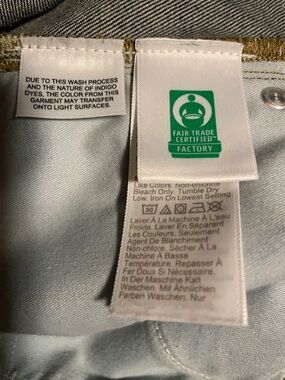 DUE TO THIS WASH PROCESS
AND THE NATURE OF INDIGO
DYES, THE COLOR FROM THIS
GARMENT MAY TRANSFER
ONTO LIGHT SURFACES.
FAIR TRADE
CERTIFIED™
FACTORY
Like Colors. Non-chlorine
Bleach Only. Tumble Dry
Low. Iron On Lowest Setting.
30
Laver À La Machine À L'eau
Froide. Laver En Séparant
Les Couleurs. Seulement
Agent De Blanchiment
Non-chlore. Sécher À La
Machine À Basse
Température. Repasser À
Fer Doux Si Nécessaire.
In Der Maschine Kalt
Waschen. Mit Ähnlichen
Farben Waschen. Nur